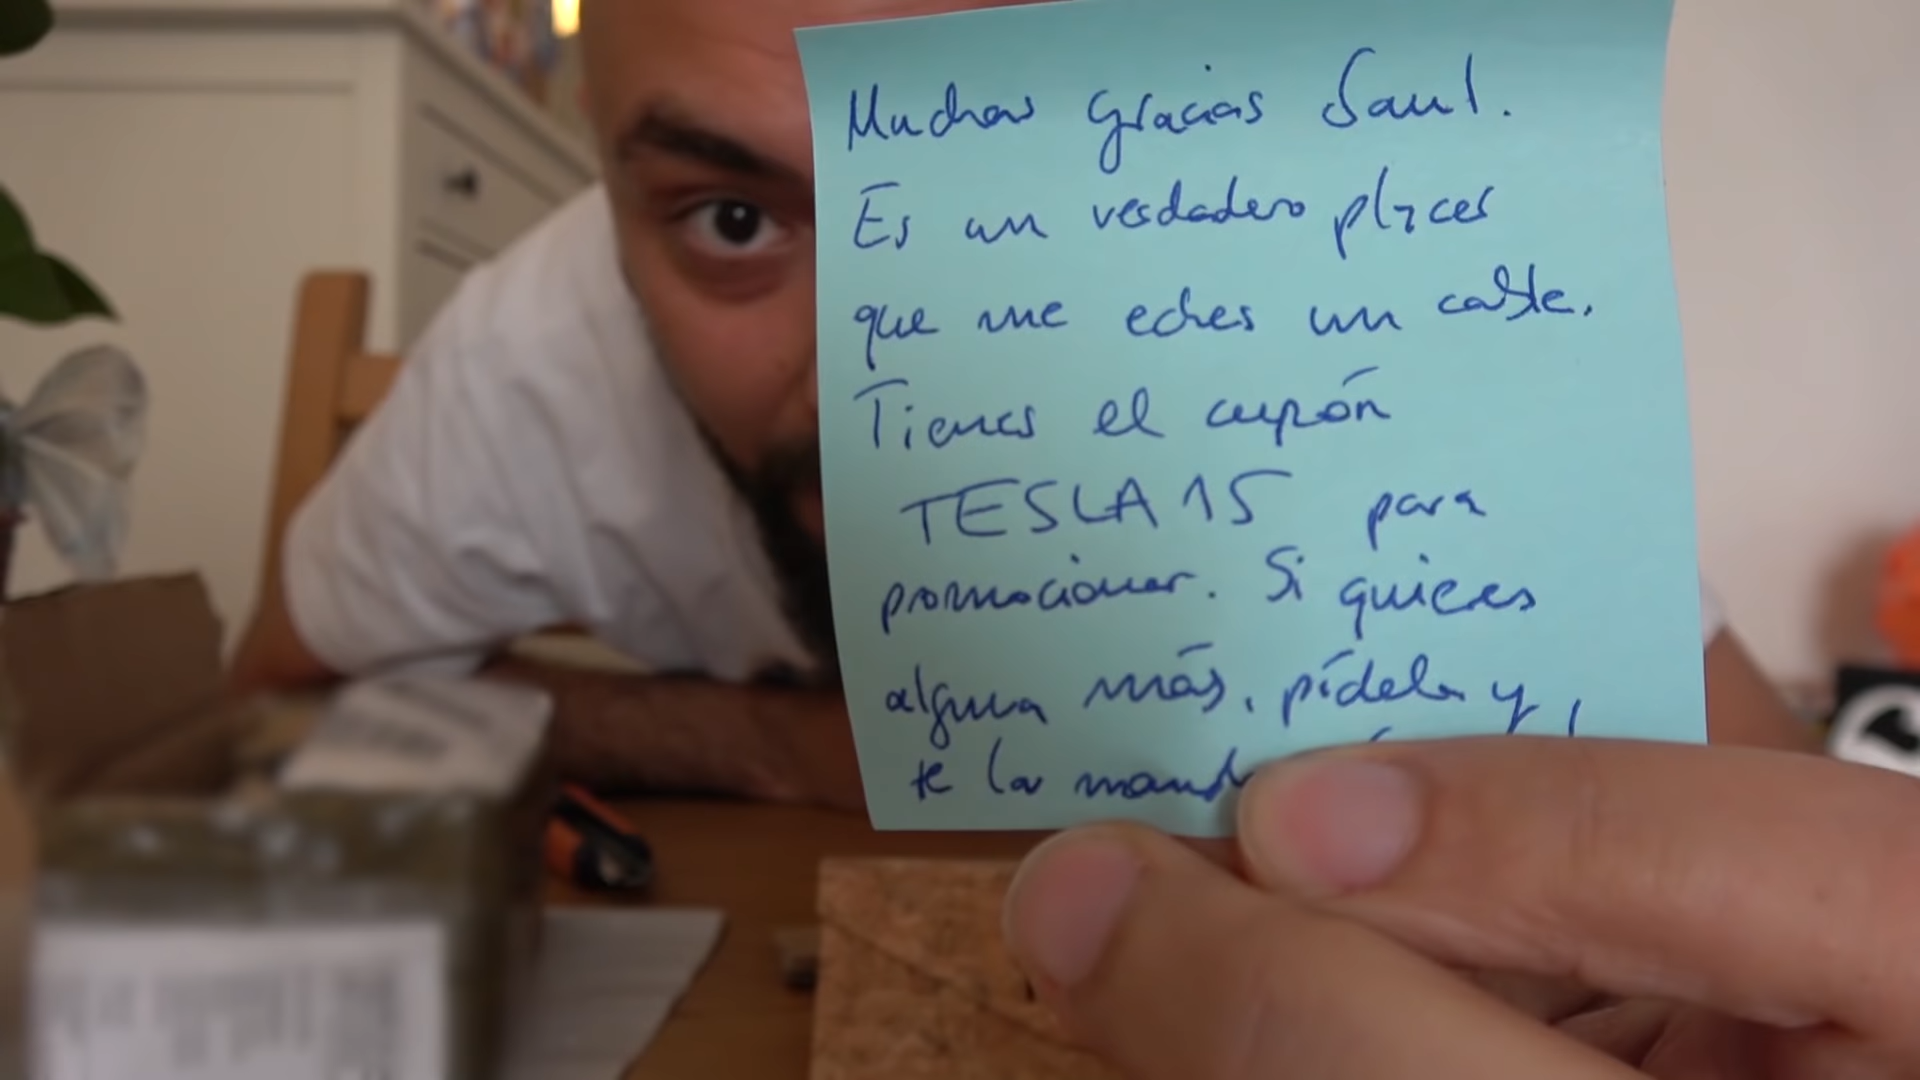 Muchas gracias Saul.
Es un verdadero placer
que me eches un cable.
Tienes el cupón
TESLA15 para
promocionar. Si quieres
alguna más, pídela y
te la